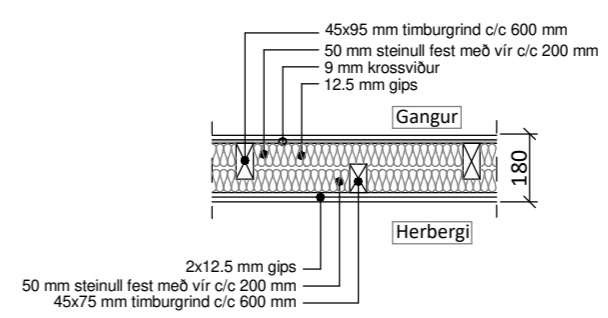 45x95 mm timburgrind c/c 600 mm
50 mm steinull fest með vír c/c 200 mm
9 mm krossviður
12.5 mm gips
Gangur
180
Herbergi
2x12.5 mm gips
50 mm steinull fest með vír c/c 200 mm
45x75 mm timburgrind c/c 600 mm